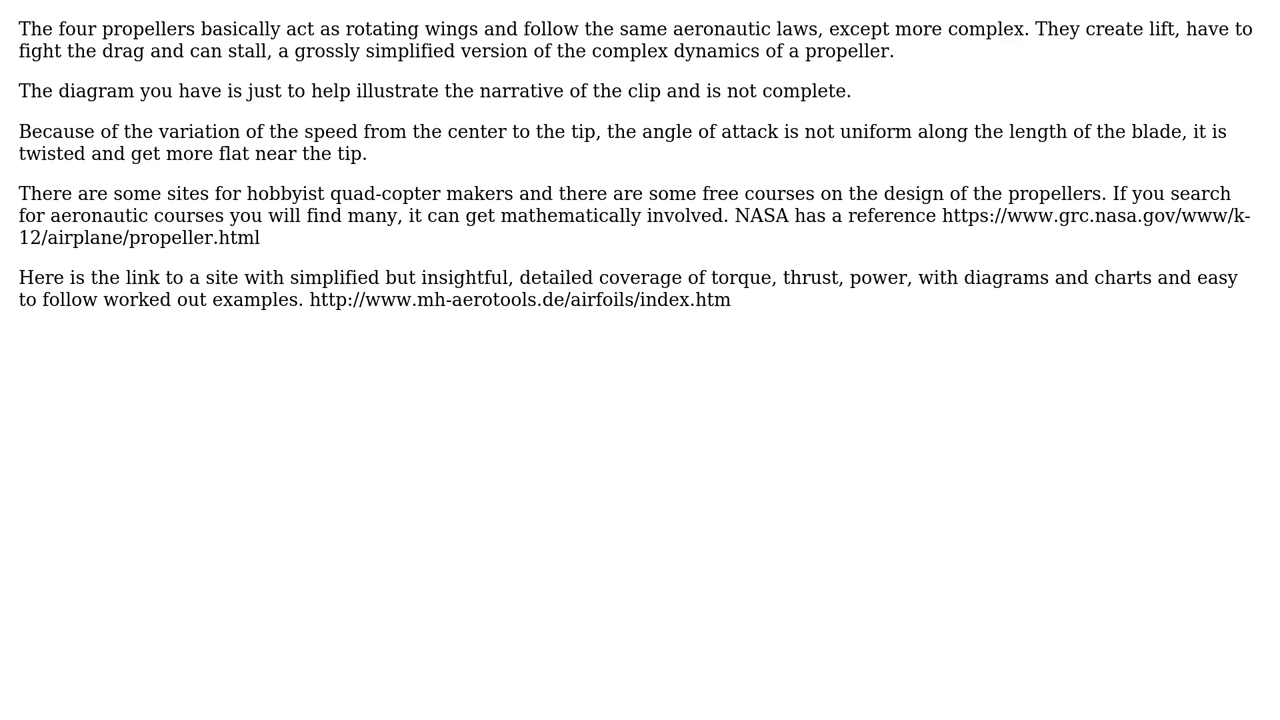 The four propellers basically act as rotating wings and follow the same aeronautic laws, except more complex. They create lift, have to
fight the drag and can stall, a grossly simplified version of the complex dynamics of a propeller.
The diagram you have is just to help illustrate the narrative of the clip and is not complete.
Because of the variation of the speed from the center to the tip, the angle of attack is not uniform along the length of the blade, it is
twisted and get more flat near the tip.
There are some sites for hobbyist quad-copter makers and there are some free courses on the design of the propellers. If you search
for aeronautic courses you will find many, it can get mathematically involved. NASA has a reference https://www.grc.nasa.gov/www/k-
12/airplane/propeller.html
Here is the link to a site with simplified but insightful, detailed coverage of torque, thrust, power, with diagrams and charts and easy
to follow worked out examples. http://www.mh-aerotools.de/airfoils/index.htm